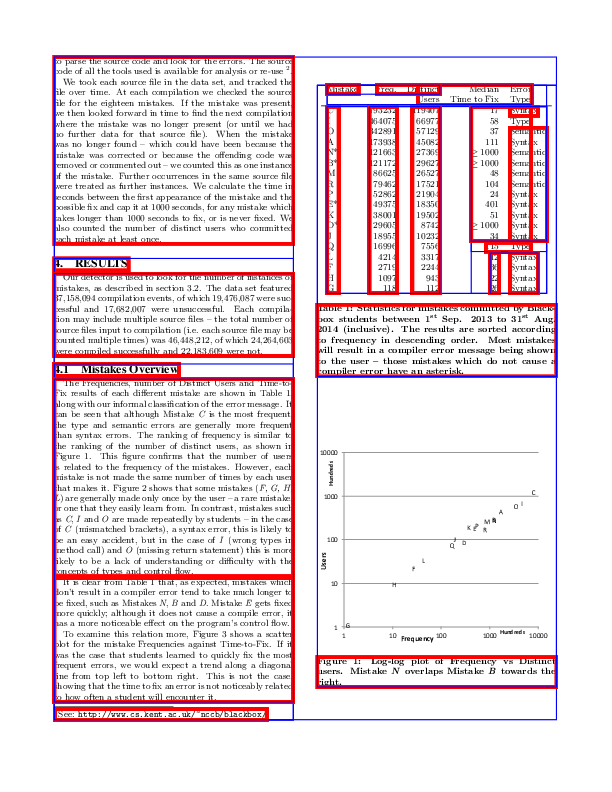 to parse the source code and look for the errors. The source
code of all the tools used is available for analysis or re-use 2.
We took each source file in the data set, and tracked the
file over time. At each compilation we checked the source
file for the eighteen mistakes. If the mistake was present,
we then looked forward in time to find the next compilation
where the mistake was no longer present (or until we had
no further data for that source file). When the mistake
was no longer found – which could have been because the
mistake was corrected or because the offending code was
removed or commented out – we counted this as one instance
of the mistake. Further occurrences in the same source file
were treated as further instances. We calculate the time in
seconds between the first appearance of the mistake and the
possible fix and cap it at 1000 seconds, for any mistake which
takes longer than 1000 seconds to fix, or is never fixed. We
also counted the number of distinct users who committed
each mistake at least once.
4. RESULTS
Our detector is used to look for the number of instances of
mistakes, as described in section 3.2. The data set featured
37,158,094 compilation events, of which 19,476,087 were suc-
cessful and 17,682,007 were unsuccessful. Each compila-
tion may include multiple source files – the total number of
source files input to compilation (i.e. each source file may be
counted multiple times) was 46,448,212, of which 24,264,603
were compiled successfully and 22,183,609 were not.
4.1 Mistakes Overview
The Frequencies, number of Distinct Users and Time-to-
Fix results of each different mistake are shown in Table 1,
along with our informal classification of the error message. It
can be seen that although Mistake C is the most frequent,
the type and semantic errors are generally more frequent
than syntax errors. The ranking of frequency is similar to
the ranking of the number of distinct users, as shown in
Figure 1. This figure confirms that the number of users
is related to the frequency of the mistakes. However, each
mistake is not made the same number of times by each user
that makes it. Figure 2 shows that some mistakes (F, G, H,
L) are generally made only once by the user – a rare mistake,
or one that they easily learn from. In contrast, mistakes such
as C, I and O are made repeatedly by students – in the case
of C (mismatched brackets), a syntax error, this is likely to
be an easy accident, but in the case of I (wrong types in
method call) and O (missing return statement) this is more
likely to be a lack of understanding or difficulty with the
concepts of types and control flow.
It is clear from Table 1 that, as expected, mistakes which
don't result in a compiler error tend to take much longer to
be fixed, such as Mistakes N, B and D. Mistake E gets fixed
more quickly; although it does not cause a compile error, it
has a more noticeable effect on the program's control flow.
To examine this relation more, Figure 3 shows a scatter
plot for the mistake Frequencies against Time-to-Fix. If it
was the case that students learned to quickly fix the most
frequent errors, we would expect a trend along a diagonal
line from top left to bottom right. This is not the case,
showing that the time to fix an error is not noticeably related
to how often a student will encounter it.
See: http://www.cs.kent.ac.uk/~nccb/blackbox/
Mistake Freq. Distinct Median Error
Users Time to Fix Type
17 Syntax
464075 66697 58 Type
O 342891 57129 37 Semantic
A 173938 45082 111 Syntax
N* 121663 27369 ≥ 1000 Semantic
B* 121172 29627 ≥ 1000 Semantic
M 86625 26527 48 Semantic
R 79462 17521 104 Semantic
P 52862 21904 24 Syntax
E* 49375 18350 401 Syntax
K 38001 19502 51 Syntax
D* 29605 8742 ≥ 1000 Syntax
J 18955 10232 34 Syntax
Q 16996 7556 15 Type
L 4214 3317 12 Syntax
F 2719 2244 Syntax
H 1097 942 Syntax
G 118 112 Syntax
Table 1: Statistics for mistakes committed by Black-
box students between 1st Sep. 2013 to 31st Aug.
2014 (inclusive). The results are sorted according
to frequency in descending order. Most mistakes
will result in a compiler error message being shown
to the user – those mistakes which do not cause a
compiler error have an asterisk.
10000
Hundreds
1000
100
10
1
Users
C
I
O
A
M
K
R
J
Q
D
L
F
H
G
1 10 100 1000 10000
Frequency
Hundreds
Figure 1: Log-log plot of Frequency vs Distinct
users. Mistake N overlaps Mistake B towards the
right.